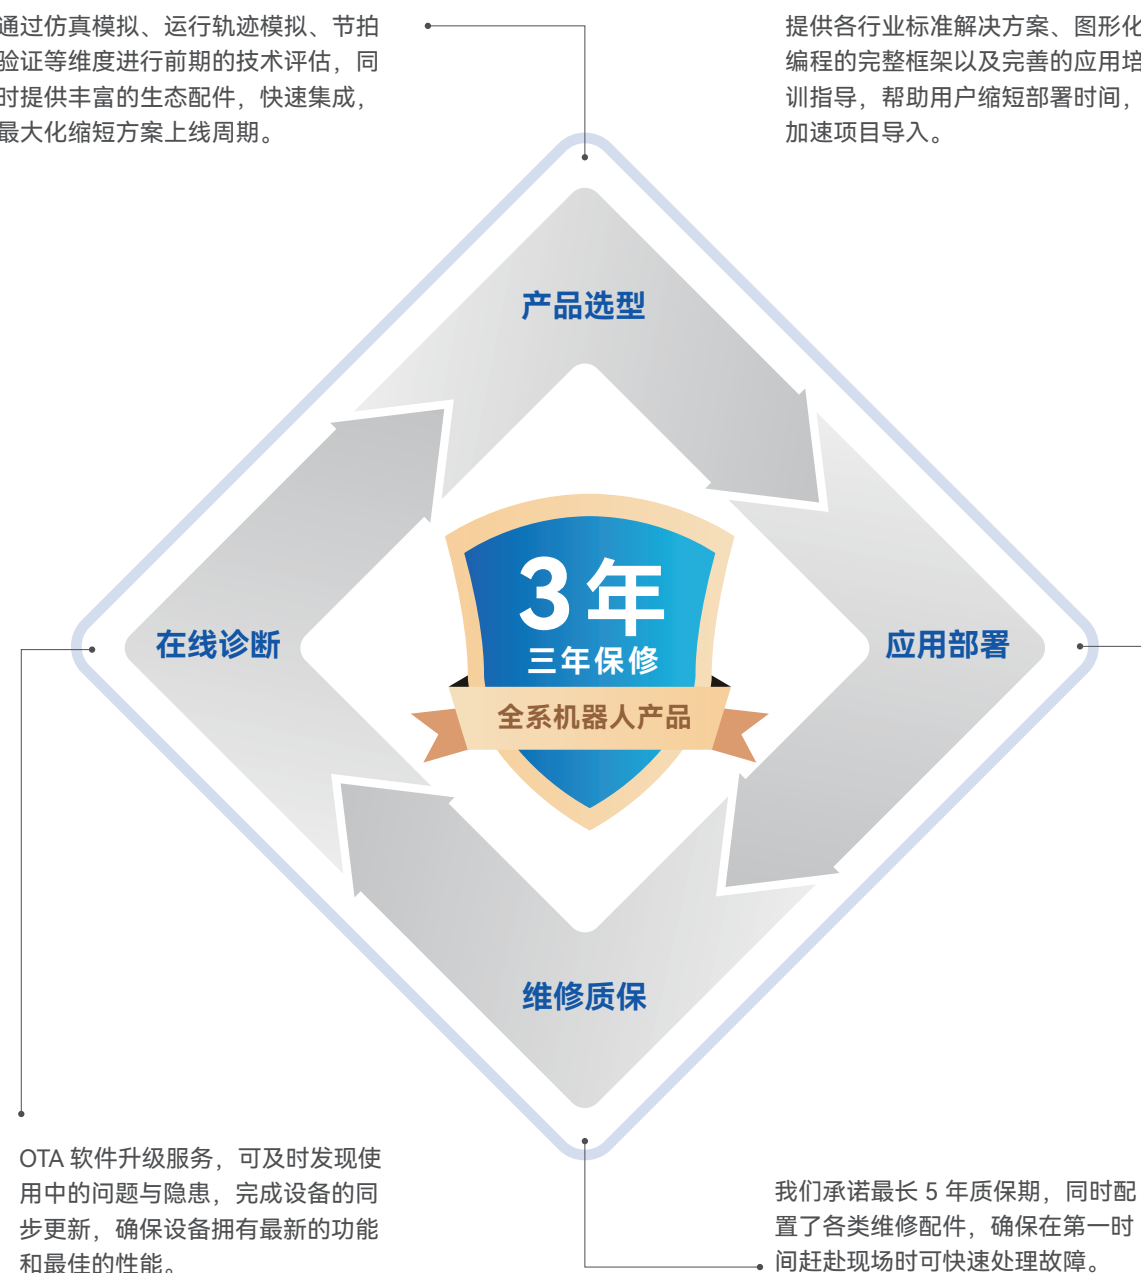 通过仿真模拟、运行轨迹模拟、节拍
验证等维度进行前期的技术评估，同
时提供丰富的生态配件，快速集成，
最大化缩短方案上线周期。
提供各行业标准解决方案、图形化
编程的完整框架以及完善的应用培
训指导，帮助用户缩短部署时间，
加速项目导入。
产品选型
3年
三年保修
全系机器人产品
在线诊断
应用部署
维修质保
OTA 软件升级服务，可及时发现使
用中的问题与隐患，完成设备的同
步更新，确保设备拥有最新的功能
和最佳的性能。
我们承诺最长 5 年质保期，同时配
置了各类维修配件，确保在第一时
间赶赴现场时可快速处理故障。